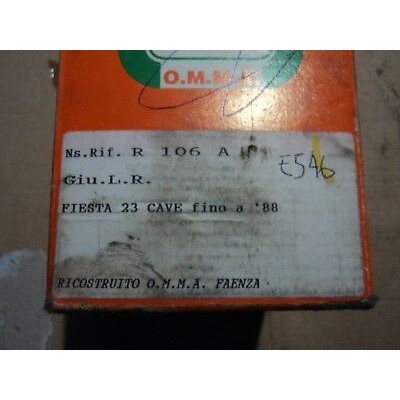 O.M.M.A.
Ns.Rif. R 106 A
E546
Giu.L.R.
FIESTA 23 CAVE fino a '88
RICOSTRUITO O.M.M.A. FAENZA